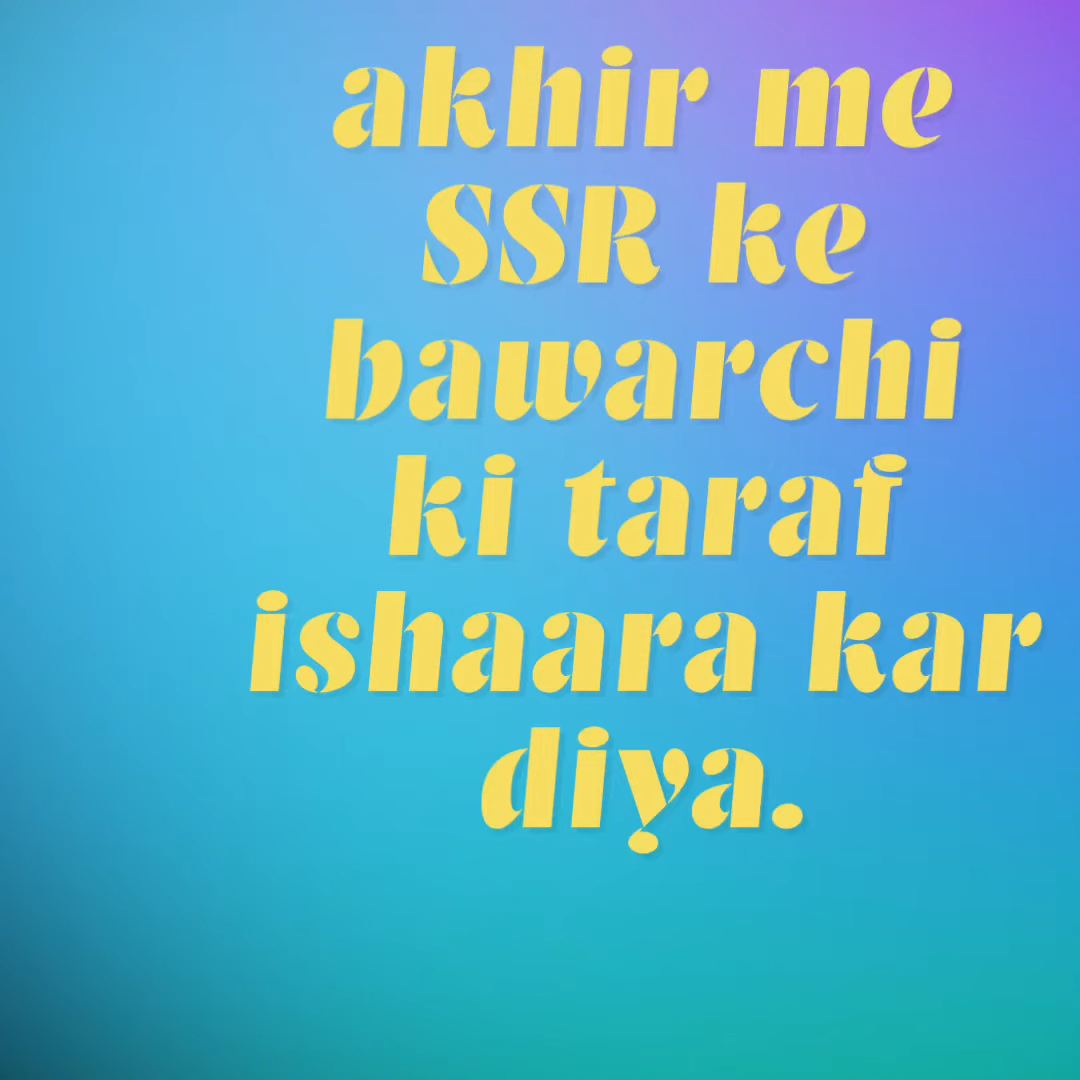 akhir me
SSR ke
bawarchi
ki taraf
ishaara kar
diya.